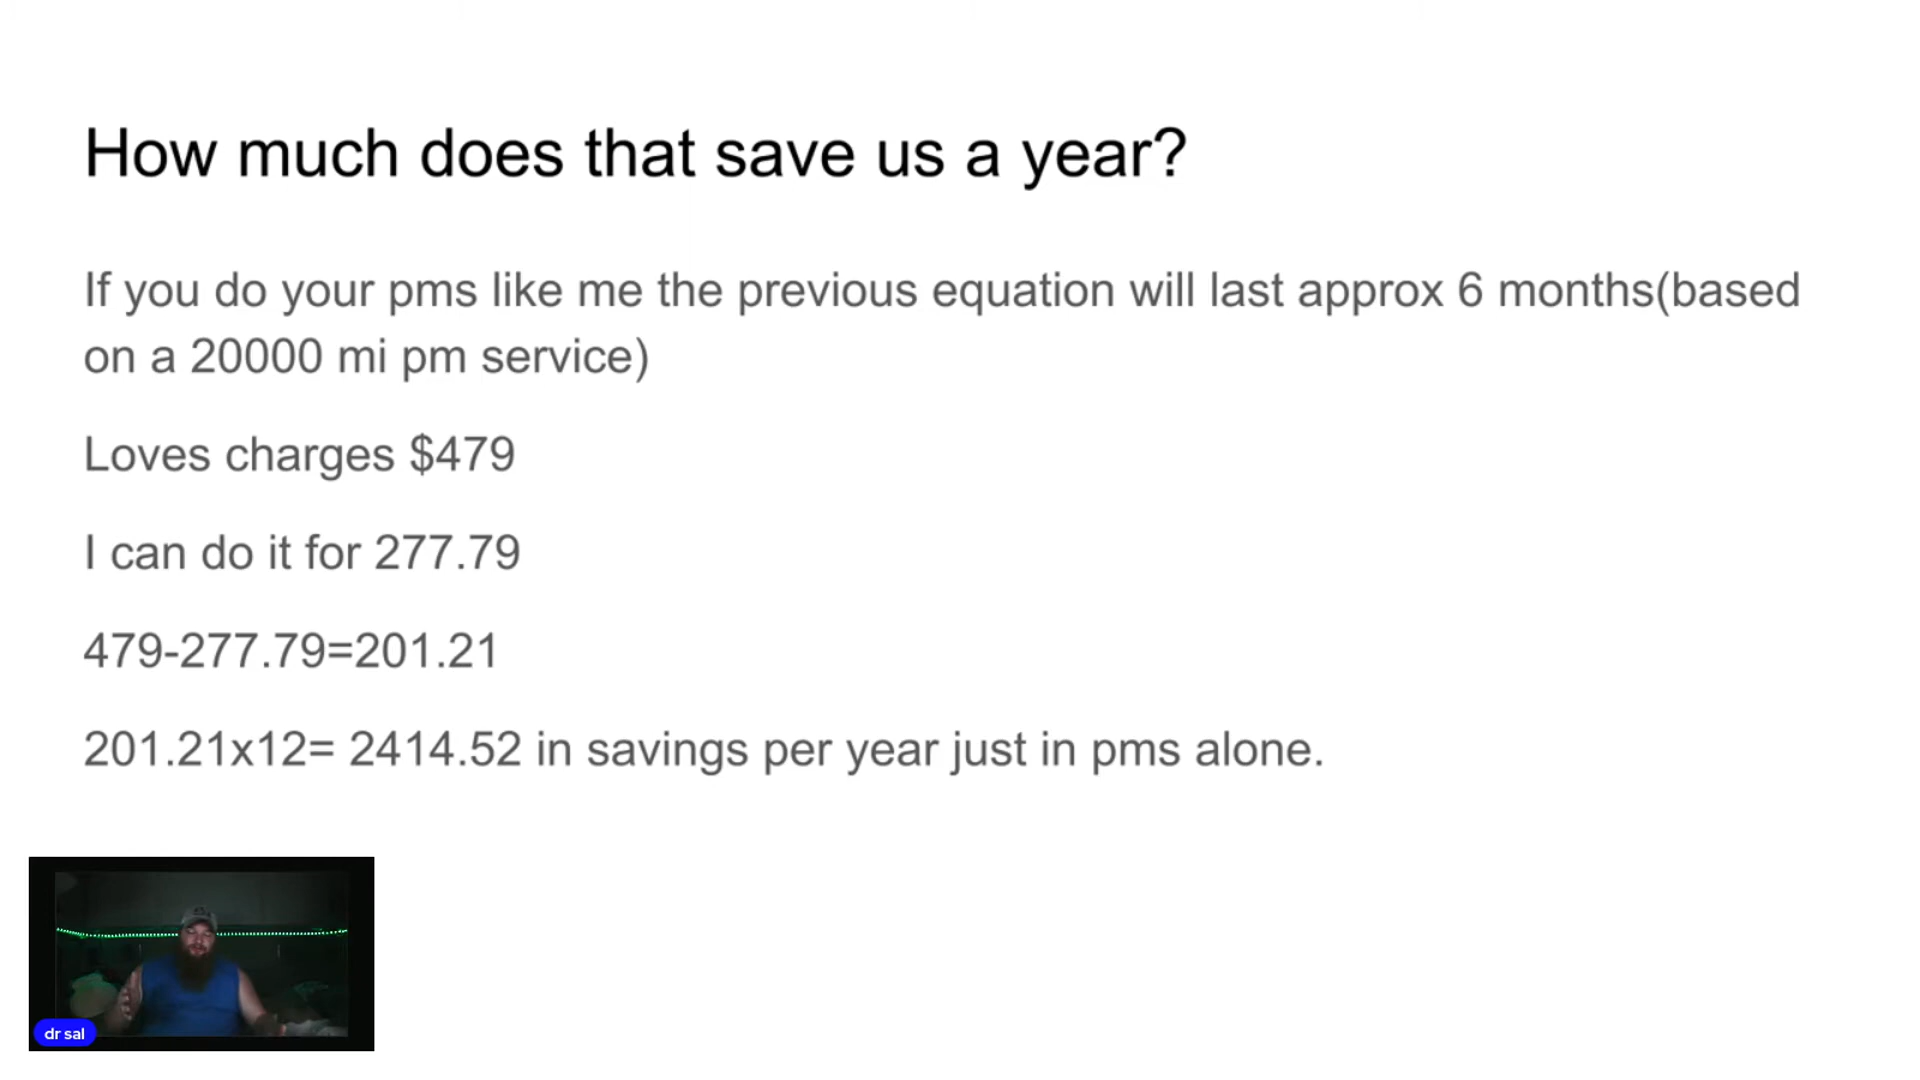 How much does that save us a year?
If you do your pms like me the previous equation will last approx 6 months(based
on a 20000 mi pm service)
Loves charges $479
I can do it for 277.79
479-277.79=201.21
201.21x12= 2414.52 in savings per year just in pms alone.
dr sal